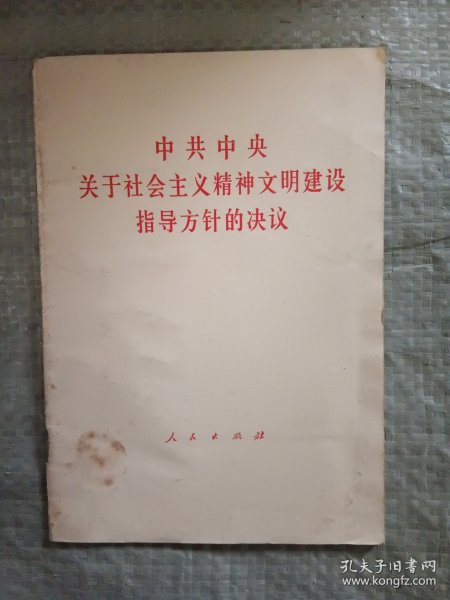 中共中央
关于社会主义精神文明建设
指导方针的决议
人民出版社
孔夫子旧书网
www.kongfz.com